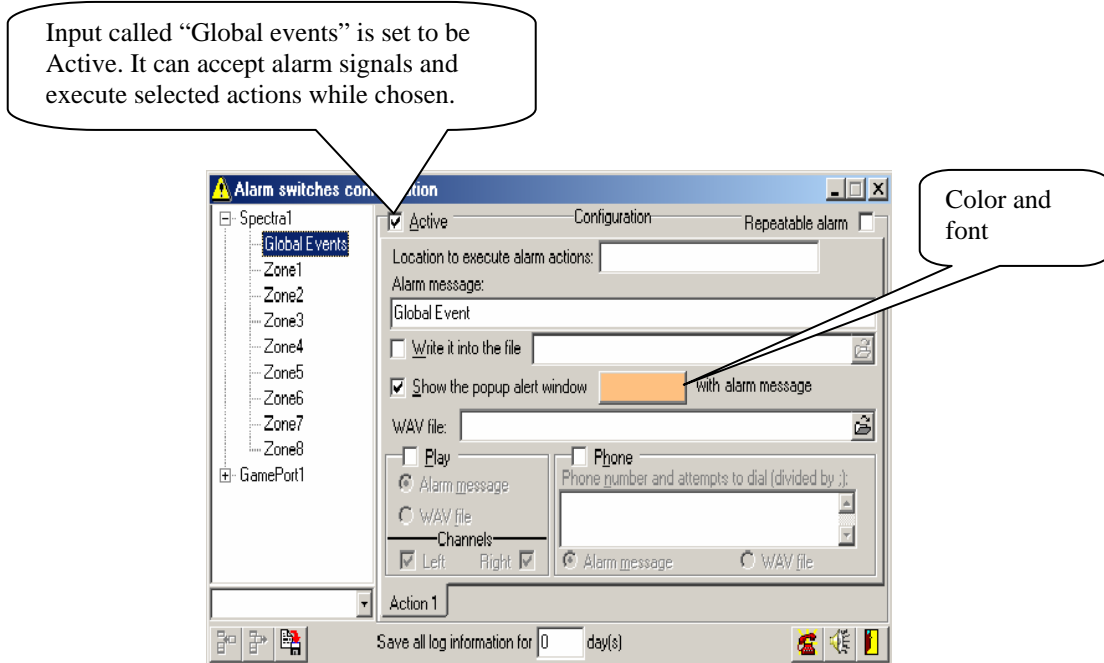 Input called “Global events” is set to be
Active. It can accept alarm signals and
execute selected actions while chosen.
Color and
font
Alarm switches con tion
Spectra1
Global Events
Zone1
Zone2
Zone3
Zone4
Zone5
Zone6
Zone7
Zone8
GamePort1
Active Configuration Repeatable alarm
Location to execute alarm actions:
Alarm message:
Global Event
Write it into the file
Show the popup alert window with alarm message
WAV file:
Play
Alarm message
WAV file
Channels
Left Right
Phone
Phone number and attempts to dial (divided by ;):
Alarm message WAV file
Action 1
Save all log information for 0 day(s)